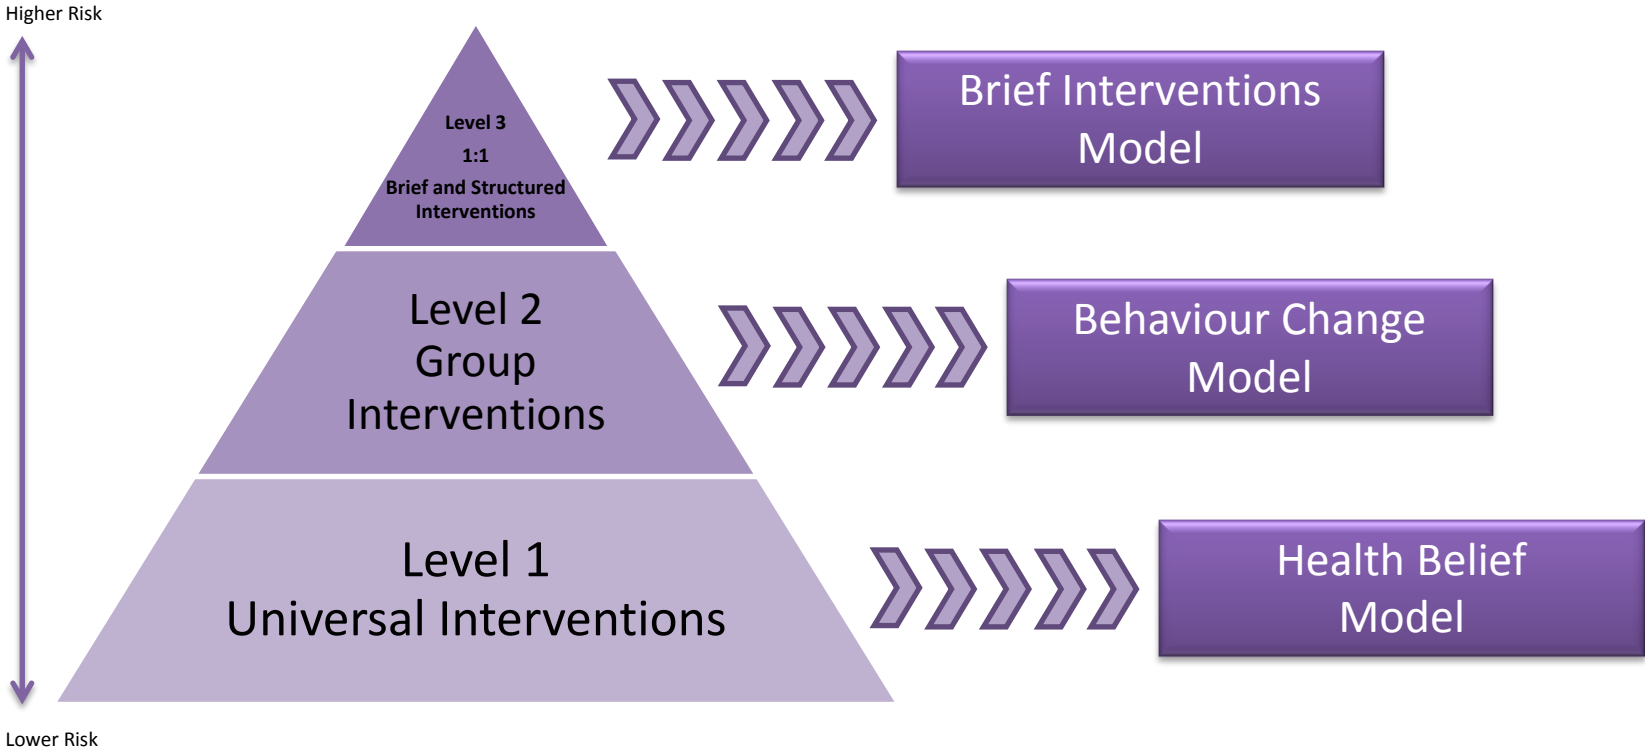 Higher Risk
Level 3
1:1
Brief and Structured
Interventions
Brief Interventions
Model
Level 2
Group
Interventions
Behaviour Change
Model
Level 1
Universal Interventions
Health Belief
Model
Lower Risk